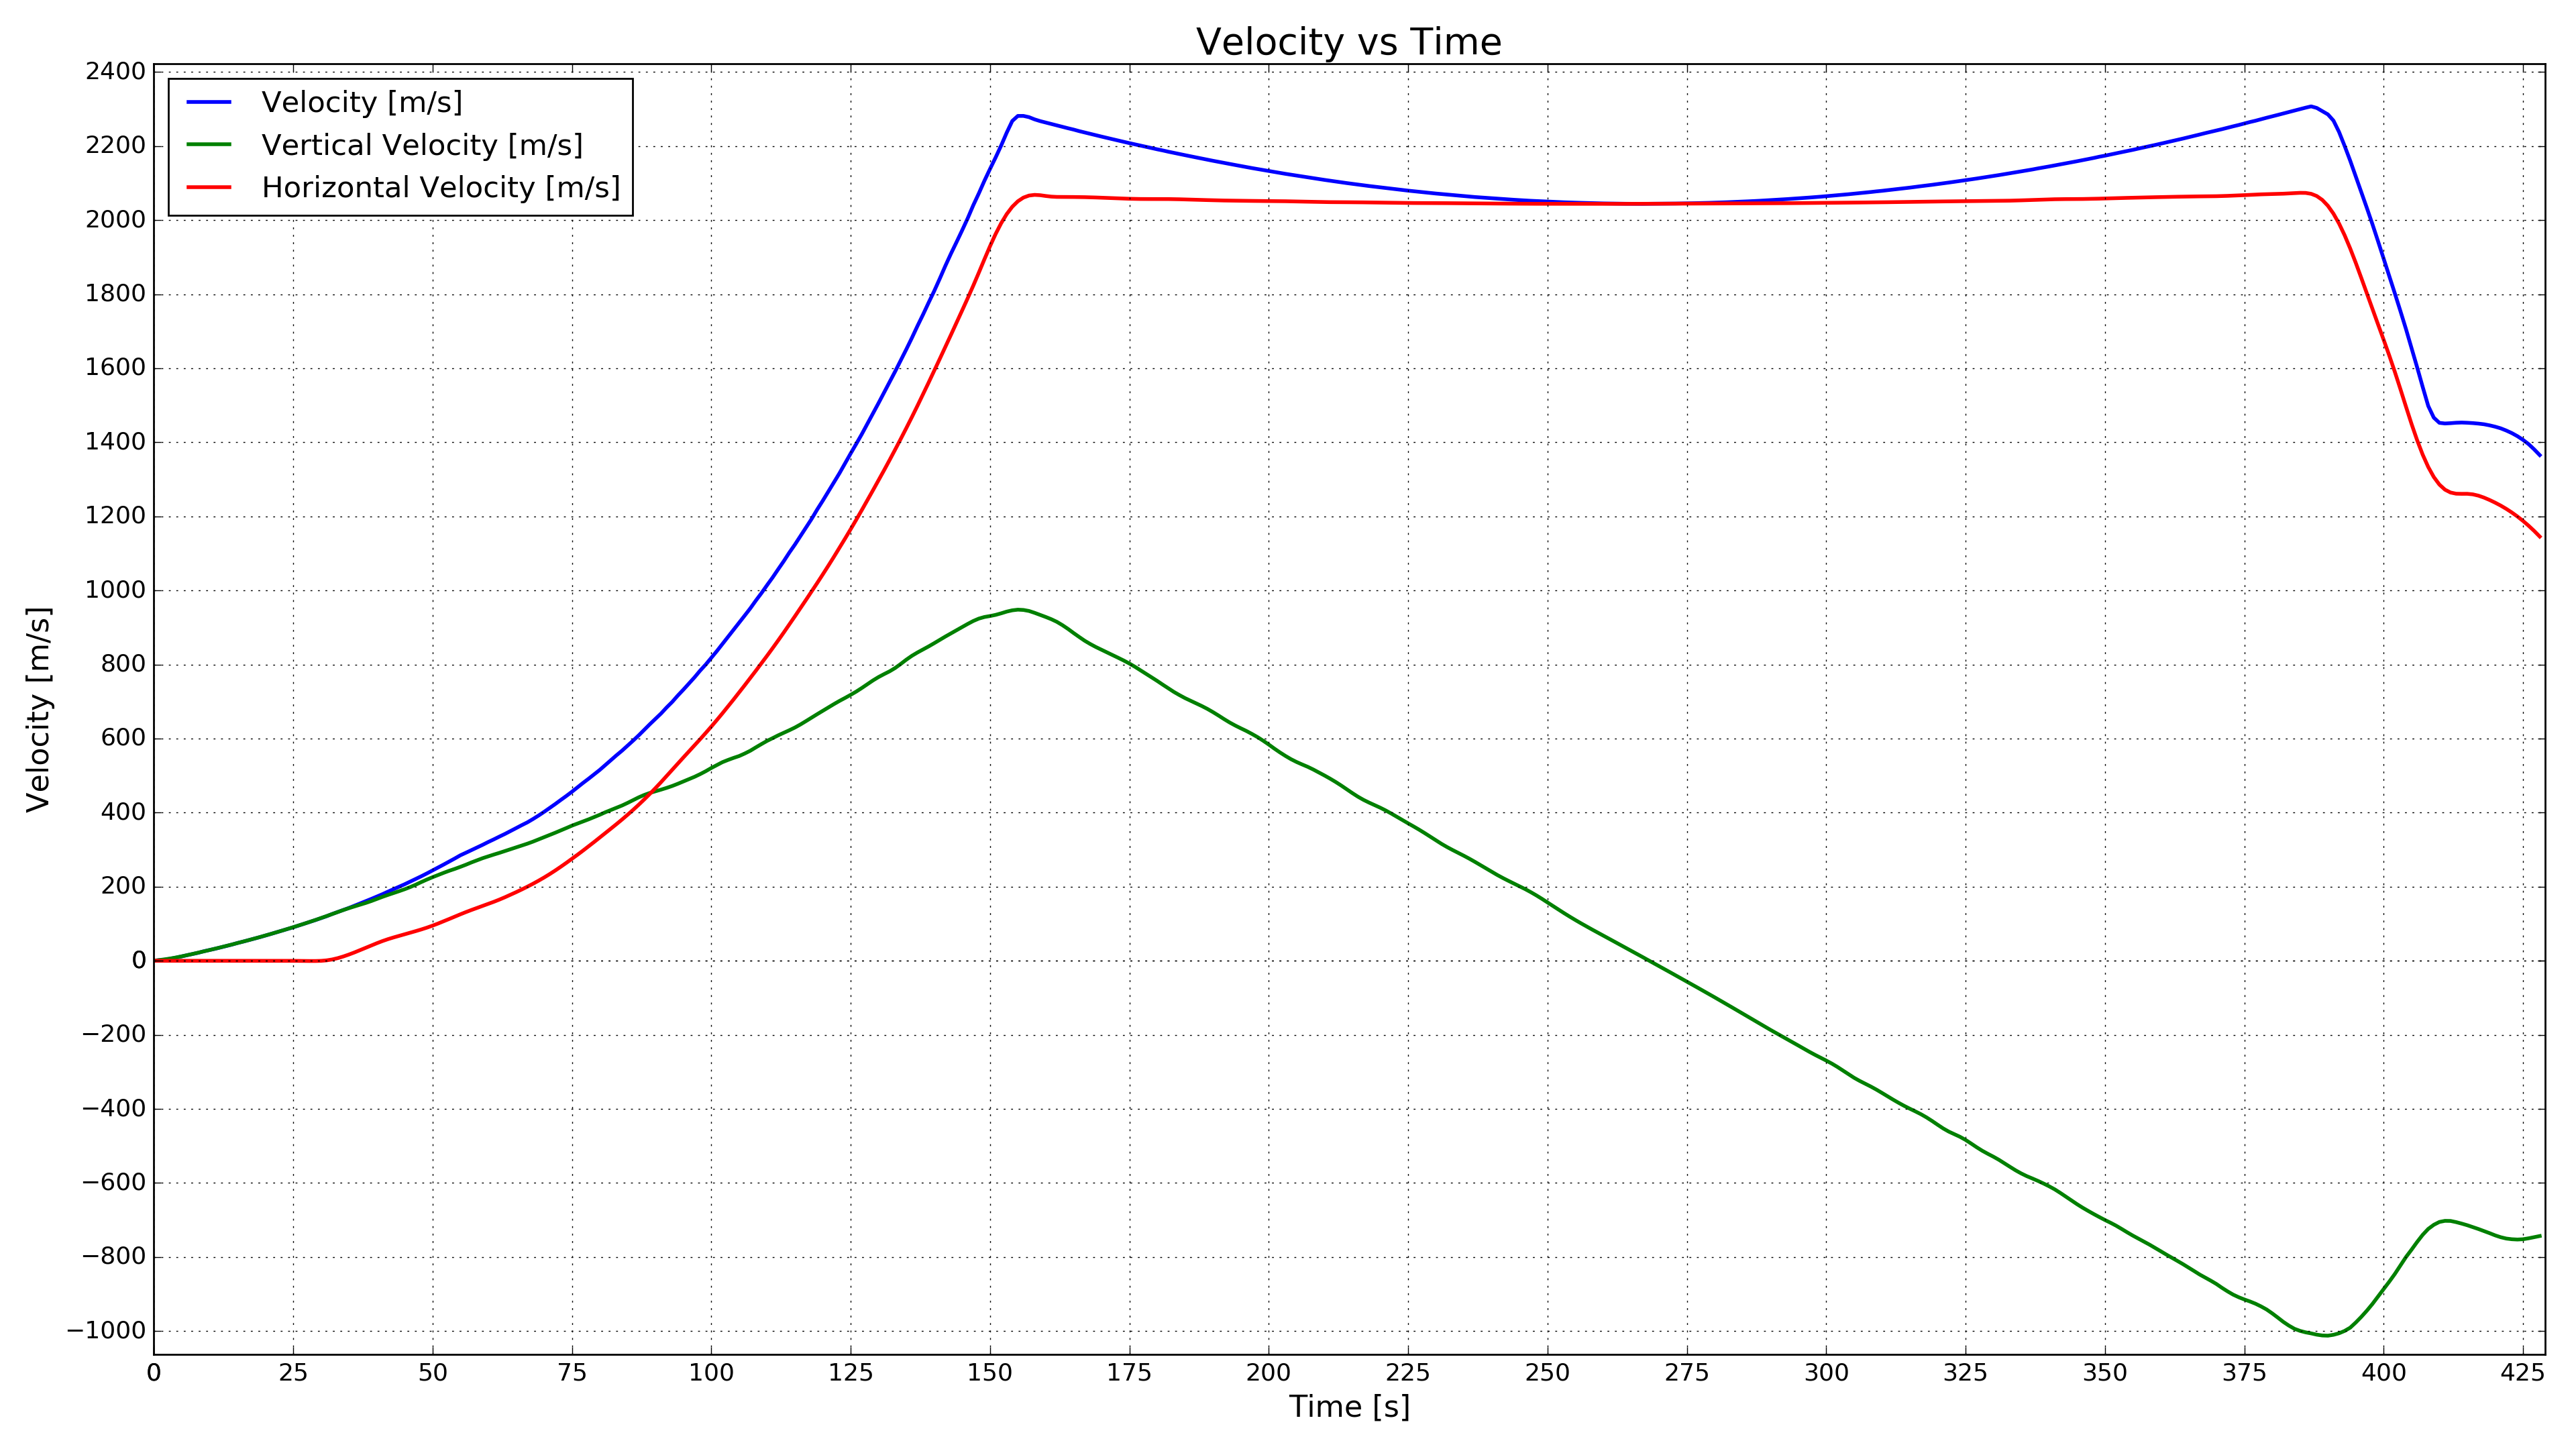 Velocity vs Time
Velocity [m/s]
Vertical Velocity [m/s]
Horizontal Velocity [m/s]
Velocity [m/s]
2400
2200
2000
1800
1600
1400
1200
1000
800
600
400
200
0
−200
−400
−600
−800
−1000
0 25 50 75 100 125 150 175 200 225 250 275 300 325 350 375 400 425
Time [s]